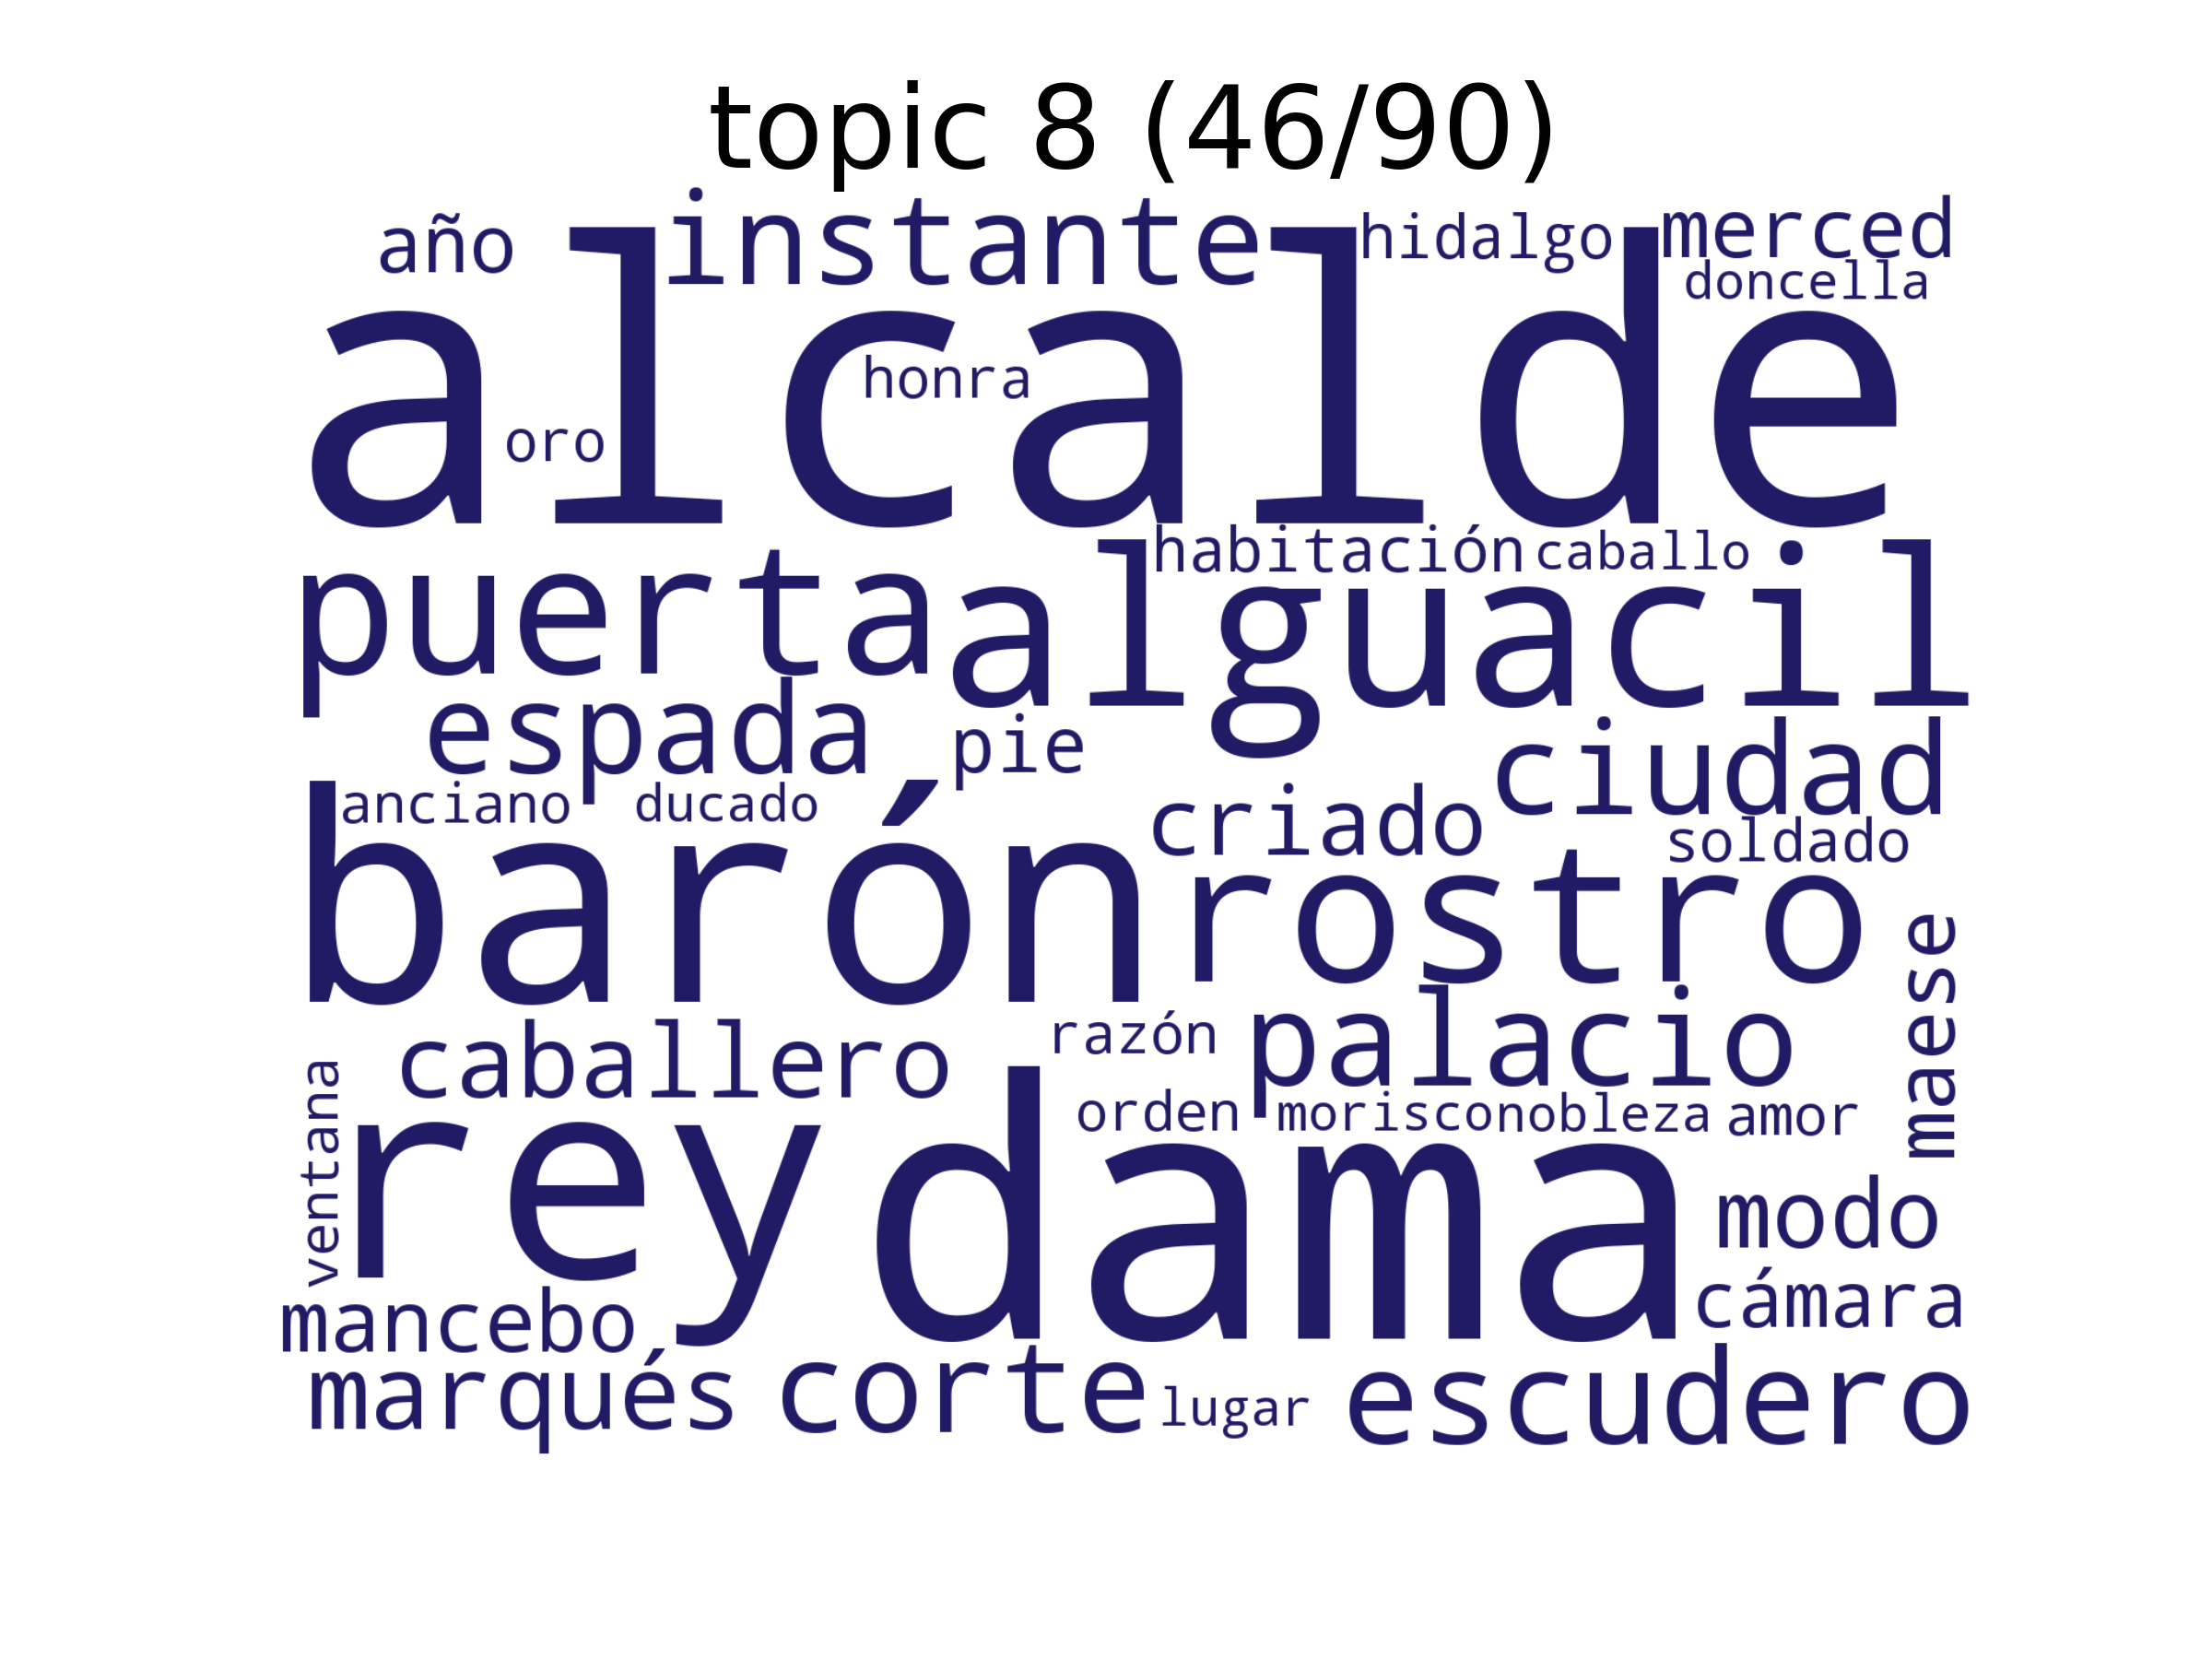 topic 8 (46/90)
año instante hidalgo merced
doncella
alcalde
honra
oro
habitación caballo
puerta alguacil
espada pie ciudad
anciano ducado criado soldado
barón rostro
maese
caballero razón palacio
ventana
orden morisco nobleza amor
rey dama
modo
mancebo cámara
marqués corte lugar escudero